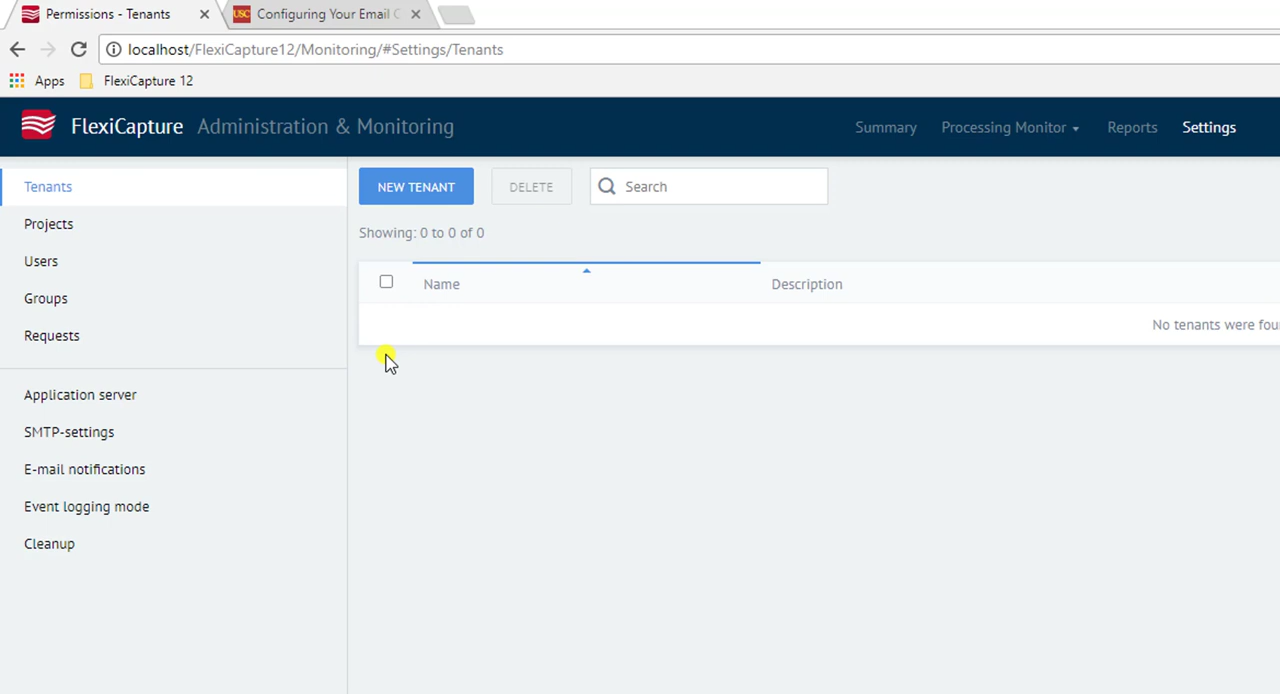 Permissions - Tenants
USC Configuring Your Email C
localhost/FlexiCapture12/Monitoring/#Settings/Tenants
Apps FlexiCapture 12
FlexiCapture Administration & Monitoring Summary Processing Monitor Reports Settings
Tenants
Projects
Users
Groups
Requests
Application server
SMTP-settings
E-mail notifications
Event logging mode
Cleanup
NEW TENANT DELETE Search
Showing: 0 to 0 of 0
Name Description
No tenants were fou